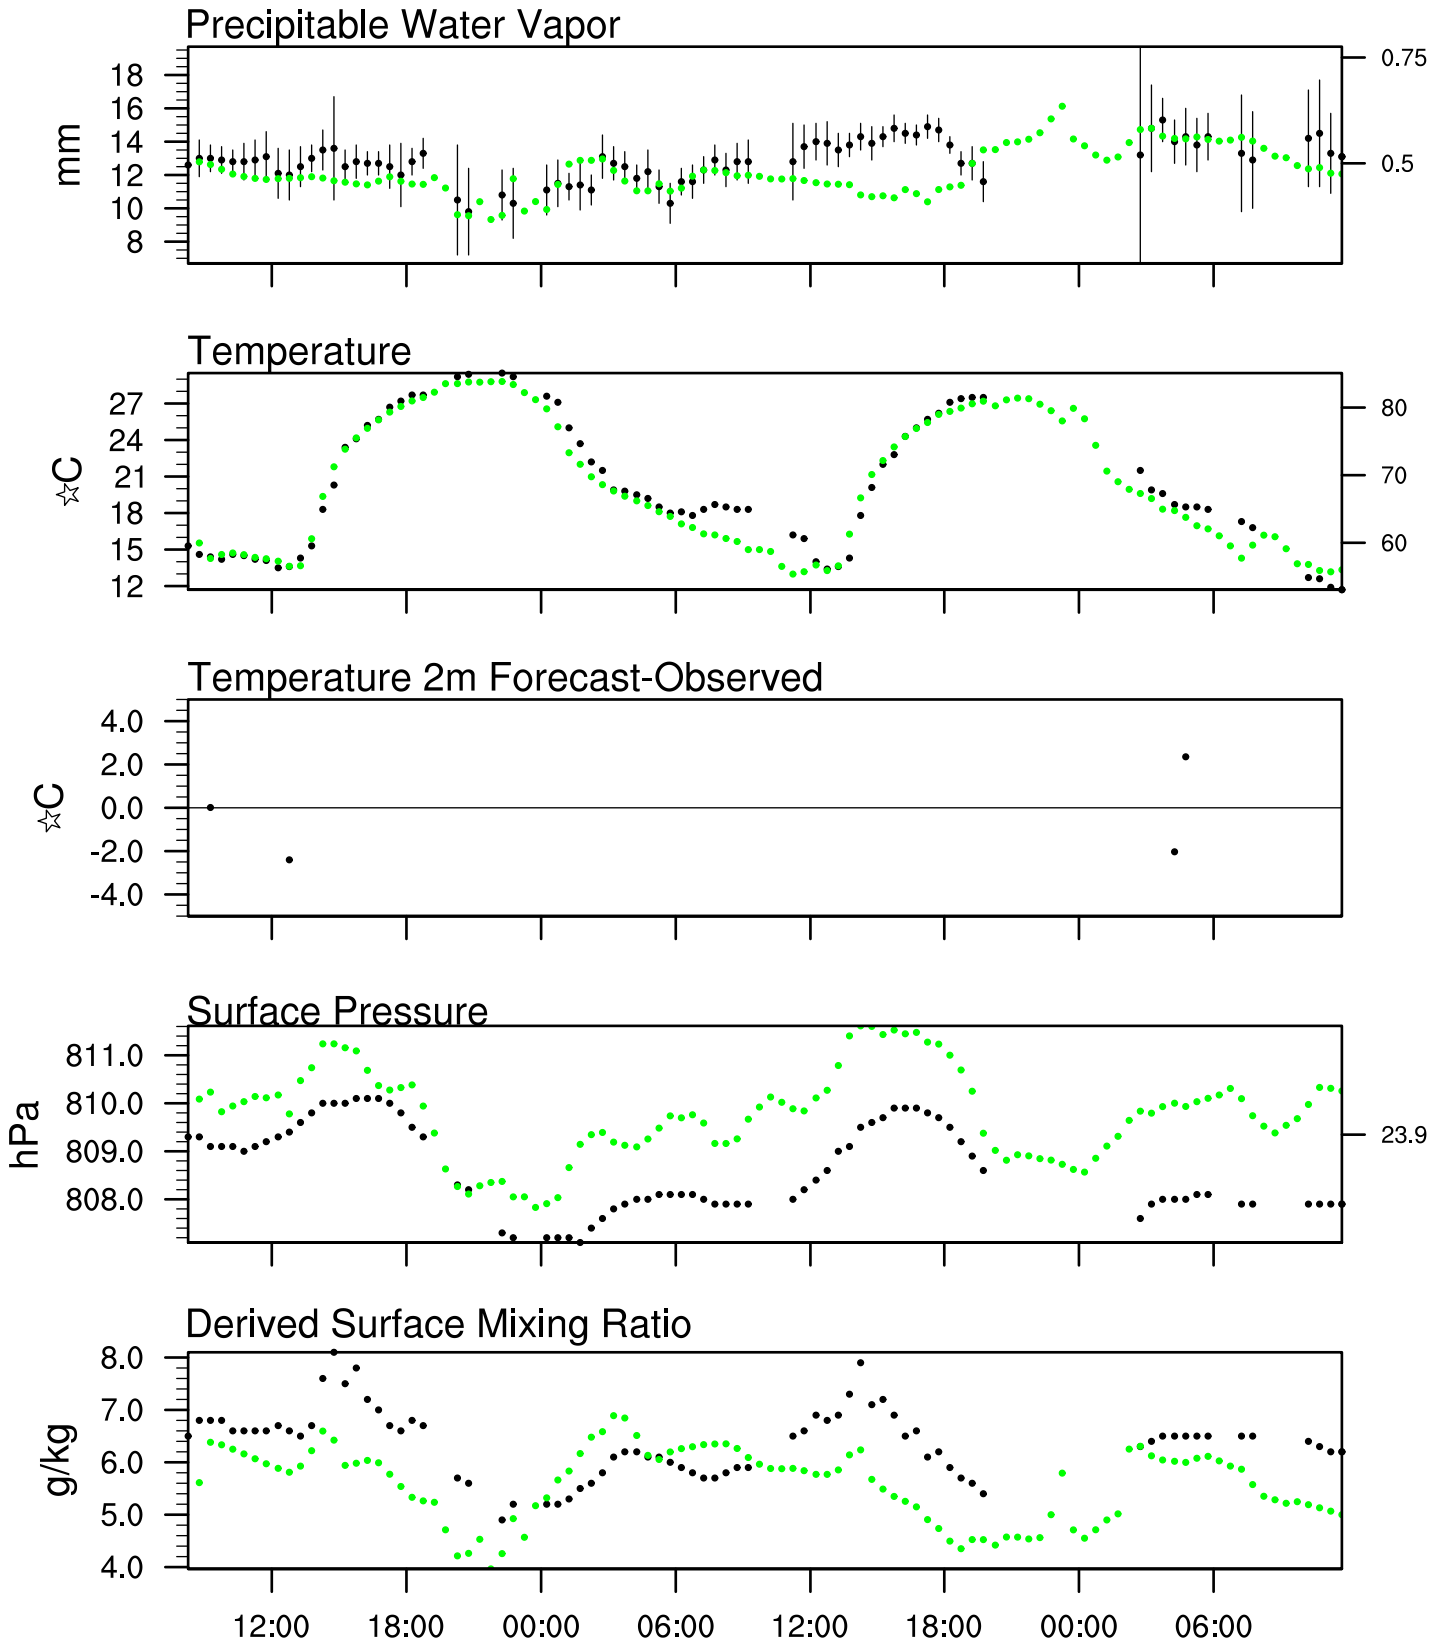 Precipitable Water Vapor
mm
18
16
14
12
10
8
0.75
0.5
Temperature
☆C
27
24
21
18
15
12
80
70
60
Temperature 2m Forecast-Observed
☆C
4.0
2.0
0.0
-2.0
-4.0
Surface Pressure
hPa
811.0
810.0
809.0
808.0
23.9
Derived Surface Mixing Ratio
g/kg
8.0
7.0
6.0
5.0
4.0
12:00 18:00 00:00 06:00 12:00 18:00 00:00 06:00